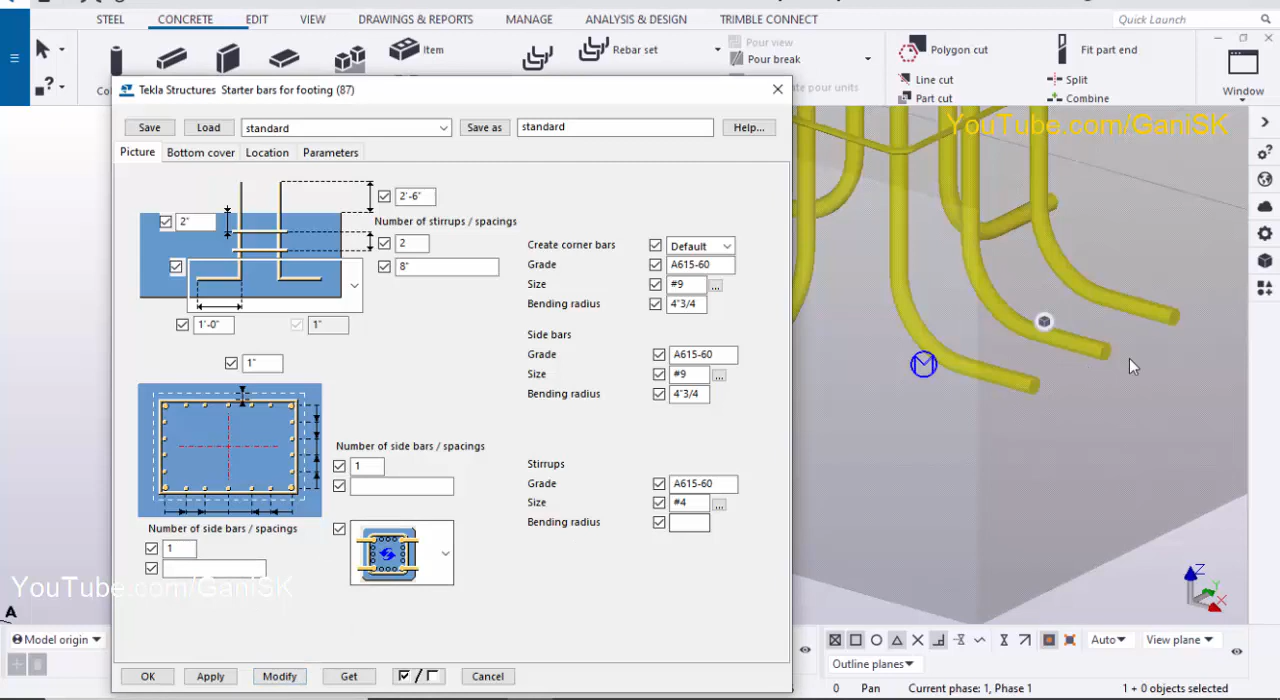 STEEL CONCRETE EDIT VIEW DRAWINGS & REPORTS MANAGE ANALYSIS & DESIGN TRIMBLE CONNECT Quick Launch
Item
Rebar set
Pour view
Pour break
Polygon cut
Line cut
Part cut
Fit part end
Split
Combine
Window
Tekla Structures Starter bars for footing (87)
Save Load standard Save as standard Help...
Picture Bottom cover Location Parameters
2'-6"
2"
Number of stirrups / spacings
2
8"
1'-0" 1"
1"
Create corner bars Default
Grade A615-60
Size #9 ...
Bending radius 4"3/4
Side bars
Grade A615-60
Size #9 ...
Bending radius 4"3/4
Number of side bars / spacings
1
Stirrups
Grade A615-60
Size #4 ...
Bending radius
Number of side bars / spacings
1
OK Apply Modify Get / Cancel
YouTube.com/GaniSK
YouTube.com/GaniSK
A
Model origin
Z
Y
X
Auto View plane
Outline planes
0 Pan Current phase: 1, Phase 1 1 + 0 objects selected